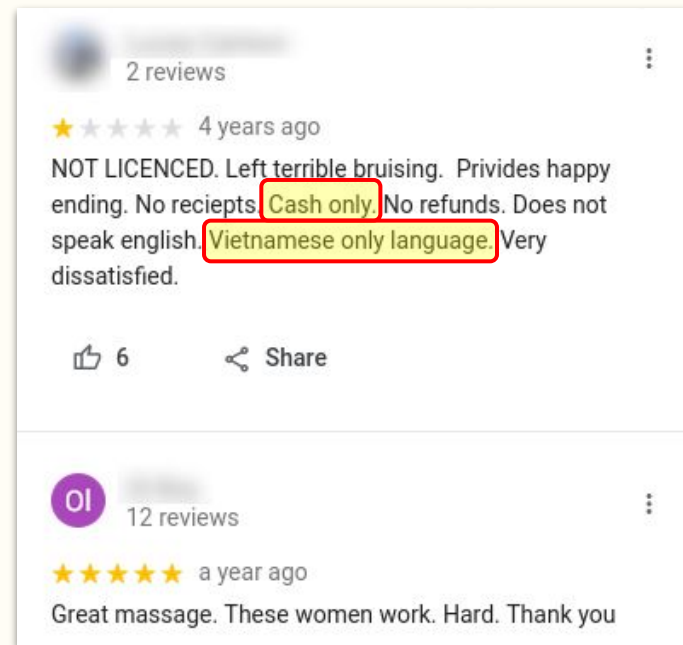 2 reviews
4 years ago
NOT LICENCED. Left terrible bruising. Privides happy
ending. No reciepts. Cash only. No refunds. Does not
speak english. Vietnamese only language. Very
dissatisfied.
6 Share
OI
12 reviews
a year ago
Great massage. These women work. Hard. Thank you